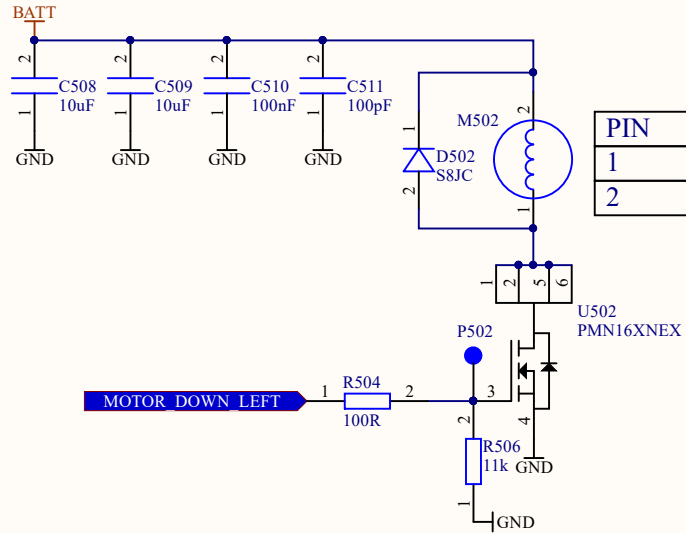 BATT
2
2
2
2
C508
10uF
C509
10uF
C510
100nF
C511
100pF
1
1
1
1
GND
GND
GND
GND
1
D502
S8JC
2
M502
2
1
PIN
1
2
1
2
5
6
U502
PMN16XNEX
P502
MOTOR_DOWN_LEFT
1
R504
2
100R
3
4
GND
2
R506
11k
1
GND